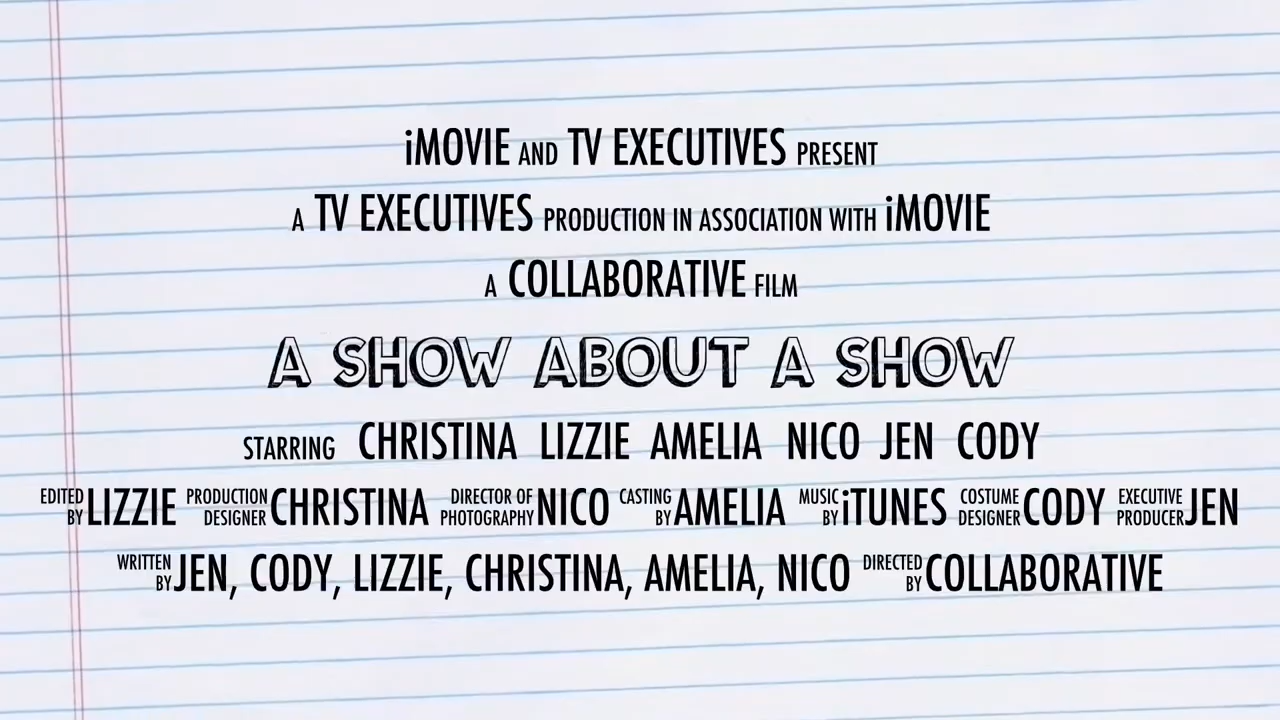 iMOVIE AND TV EXECUTIVES PRESENT
A TV EXECUTIVES PRODUCTION IN ASSOCIATION WITH iMOVIE
A COLLABORATIVE FILM
A SHOW ABOUT A SHOW
STARRING CHRISTINA LIZZIE AMELIA NICO JEN CODY
EDITED BY LIZZIE PRODUCTION DESIGNER CHRISTINA DIRECTOR OF PHOTOGRAPHY NICO CASTING BY AMELIA MUSIC BY iTUNES COSTUME DESIGNER CODY EXECUTIVE PRODUCER JEN
WRITTEN BY JEN, CODY, LIZZIE, CHRISTINA, AMELIA, NICO DIRECTED BY COLLABORATIVE